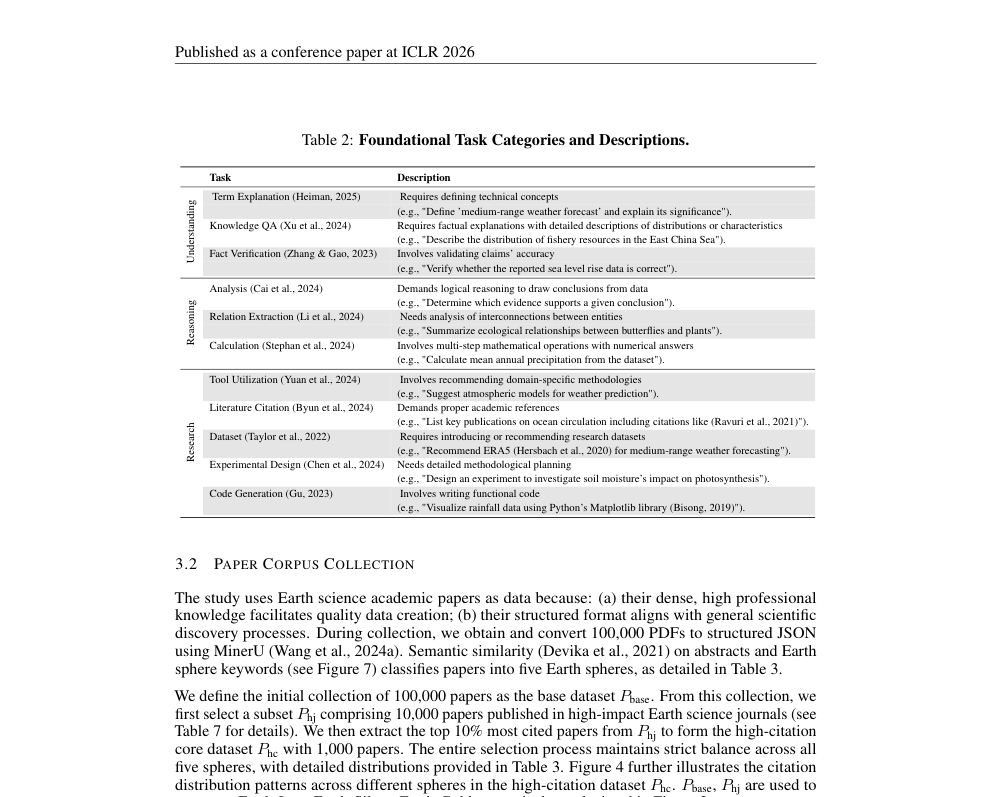 Published as a conference paper at ICLR 2026
Table 2: Foundational Task Categories and Descriptions.
Task Description
Understanding
Term Explanation (Heiman, 2025) Requires defining technical concepts
(e.g., "Define 'medium-range weather forecast' and explain its significance").
Knowledge QA (Xu et al., 2024) Requires factual explanations with detailed descriptions of distributions or characteristics
(e.g., "Describe the distribution of fishery resources in the East China Sea").
Fact Verification (Zhang & Gao, 2023) Involves validating claims' accuracy
(e.g., "Verify whether the reported sea level rise data is correct").
Reasoning
Analysis (Cai et al., 2024) Demands logical reasoning to draw conclusions from data
(e.g., "Determine which evidence supports a given conclusion").
Relation Extraction (Li et al., 2024) Needs analysis of interconnections between entities
(e.g., "Summarize ecological relationships between butterflies and plants").
Calculation (Stephan et al., 2024) Involves multi-step mathematical operations with numerical answers
(e.g., "Calculate mean annual precipitation from the dataset").
Research
Tool Utilization (Yuan et al., 2024) Involves recommending domain-specific methodologies
(e.g., "Suggest atmospheric models for weather prediction").
Literature Citation (Byun et al., 2024) Demands proper academic references
(e.g., "List key publications on ocean circulation including citations like (Ravuri et al., 2021)").
Dataset (Taylor et al., 2022) Requires introducing or recommending research datasets
(e.g., "Recommend ERA5 (Hersbach et al., 2020) for medium-range weather forecasting").
Experimental Design (Chen et al., 2024) Needs detailed methodological planning
(e.g., "Design an experiment to investigate soil moisture's impact on photosynthesis").
Code Generation (Gu, 2023) Involves writing functional code
(e.g., "Visualize rainfall data using Python's Matplotlib library (Bisong, 2019)").
3.2 PAPER CORPUS COLLECTION
The study uses Earth science academic papers as data because: (a) their dense, high professional
knowledge facilitates quality data creation; (b) their structured format aligns with general scientific
discovery processes. During collection, we obtain and convert 100,000 PDFs to structured JSON
using MinerU (Wang et al., 2024a). Semantic similarity (Devika et al., 2021) on abstracts and Earth
sphere keywords (see Figure 7) classifies papers into five Earth spheres, as detailed in Table 3.
We define the initial collection of 100,000 papers as the base dataset P_base. From this collection, we
first select a subset P_hj comprising 10,000 papers published in high-impact Earth science journals (see
Table 7 for details). We then extract the top 10% most cited papers from P_hj to form the high-citation
core dataset P_hc with 1,000 papers. The entire selection process maintains strict balance across all
five spheres, with detailed distributions provided in Table 3. Figure 4 further illustrates the citation
distribution patterns across different spheres in the high-citation dataset P_hc. P_base, P_hj are used to